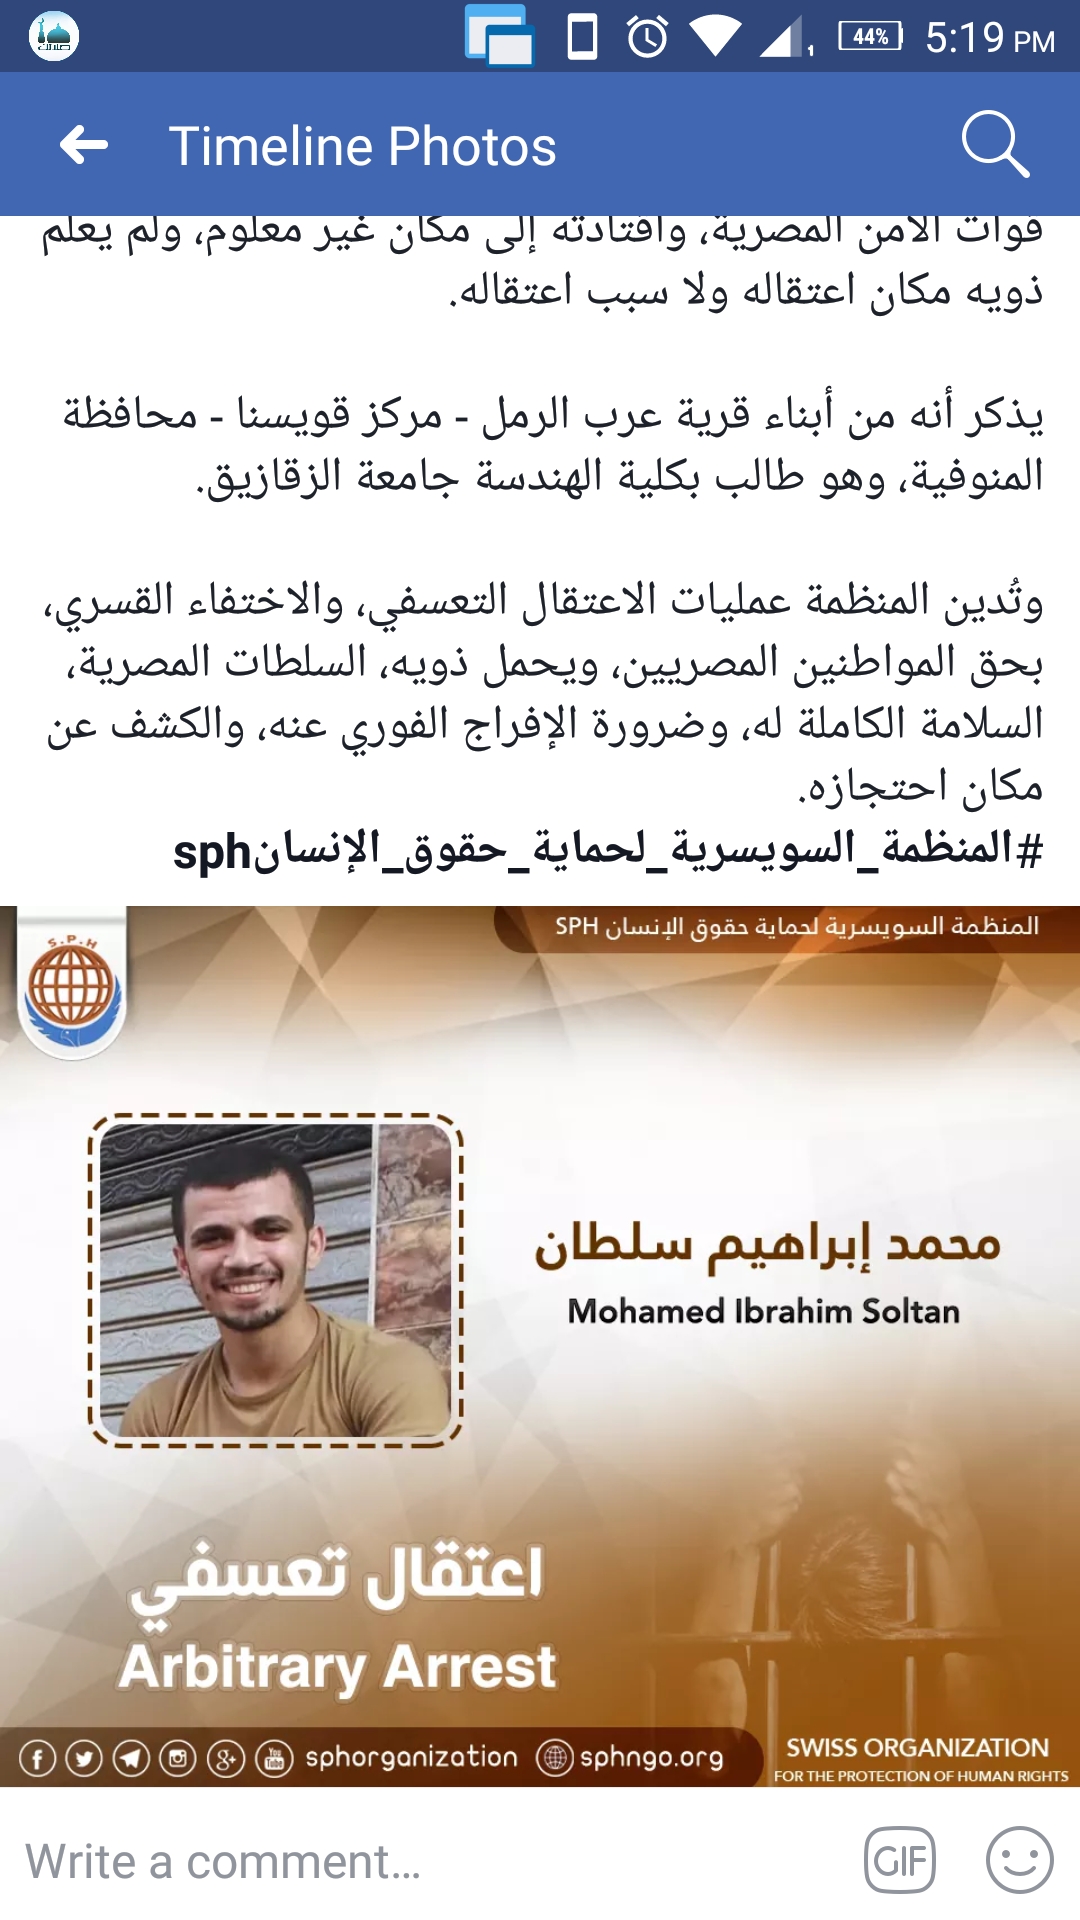 44%
5:19 PM
Timeline Photos
قوات الأمن المصرية، واقتادته إلى مكان غير معلوم، ولم يعلم
ذويه مكان اعتقاله ولا سبب اعتقاله.
يذكر أنه من أبناء قرية عرب الرمل - مركز قويسنا - محافظة
المنوفية، وهو طالب بكلية الهندسة جامعة الزقازيق.
وتُدين المنظمة عمليات الاعتقال التعسفي، والاختفاء القسري،
بحق المواطنين المصريين، ويحمل ذويه، السلطات المصرية،
السلامة الكاملة له، وضرورة الإفراج الفوري عنه، والكشف عن
مكان احتجازه.
#المنظمة_السويسرية_لحماية_حقوق_الإنسانsph
المنظمة السويسرية لحماية حقوق الإنسان SPH
S.P.H
محمد إبراهيم سلطان
Mohamed Ibrahim Soltan
اعتقال تعسفي
Arbitrary Arrest
sphorganization sphngo.org
SWISS ORGANIZATION
FOR THE PROTECTION OF HUMAN RIGHTS
Write a comment...
GIF